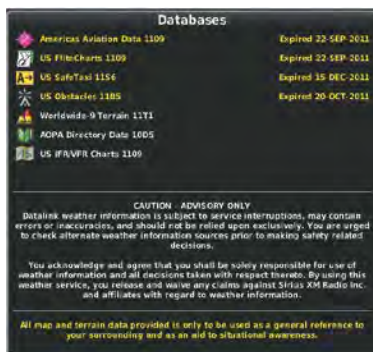 Databases
Americas Aviation Data 1109 Expired 22-SEP-2011
US FliteCharts 1109 Expired 22-SEP-2011
A US SafeTaxi 11S6 Expired 15-DEC-2011
US Obstacles 11B5 Expired 20-OCT-2011
Worldwide-9 Terrain 11T1
AOPA Directory Data 10D5
US IFR/VFR Charts 1109
CAUTION - ADVISORY ONLY
Datalink weather information is subject to service interruptions, may contain
errors or inaccuracies, and should not be relied upon exclusively. You are urged
to check alternate weather information sources prior to making safety related
decisions.
You acknowledge and agree that you shall be solely responsible for use of
weather information and all decisions taken with respect thereto. By using this
weather service, you release and waive any claims against Sirius XM Radio Inc.
and affiliates with regard to weather information.
All map and terrain data provided is only to be used as a general reference to
your surrounding and as an aid to situational awareness.